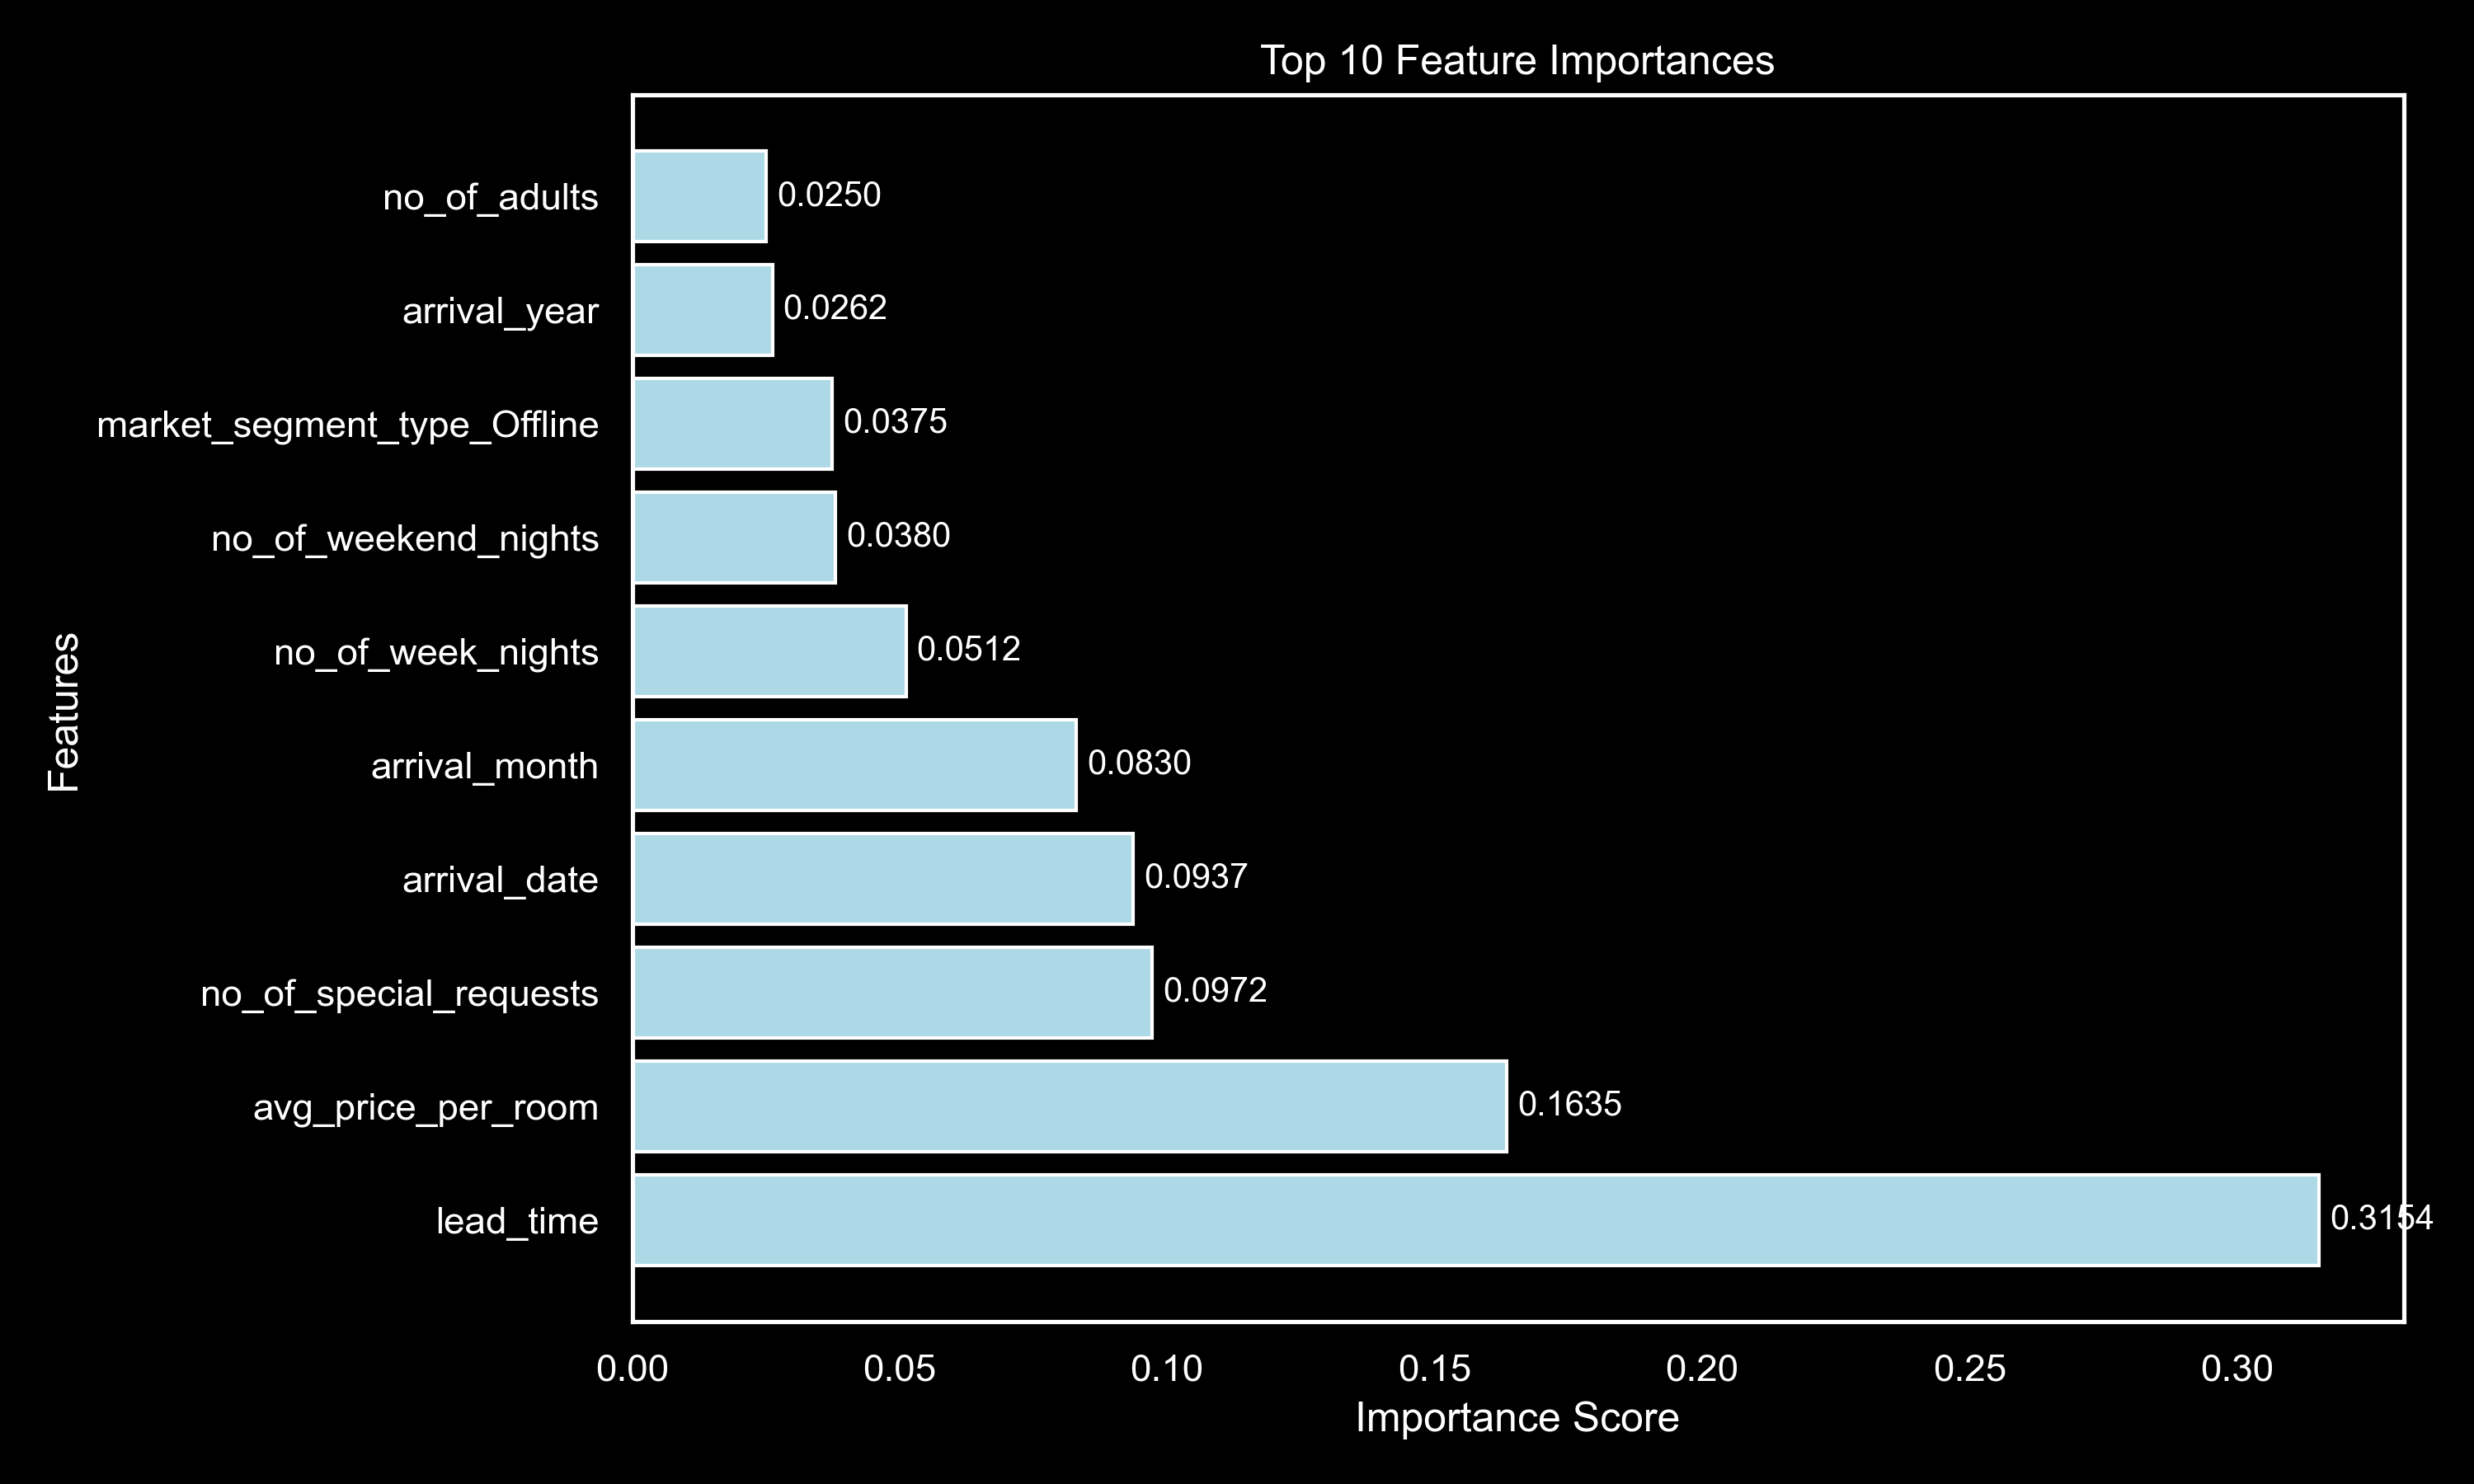 Top 10 Feature Importances
no_of_adults 0.0250
arrival_year 0.0262
market_segment_type_Offline 0.0375
no_of_weekend_nights 0.0380
no_of_week_nights 0.0512
arrival_month 0.0830
arrival_date 0.0937
no_of_special_requests 0.0972
avg_price_per_room 0.1635
lead_time 0.3154
Features
0.00 0.05 0.10 0.15 0.20 0.25 0.30
Importance Score